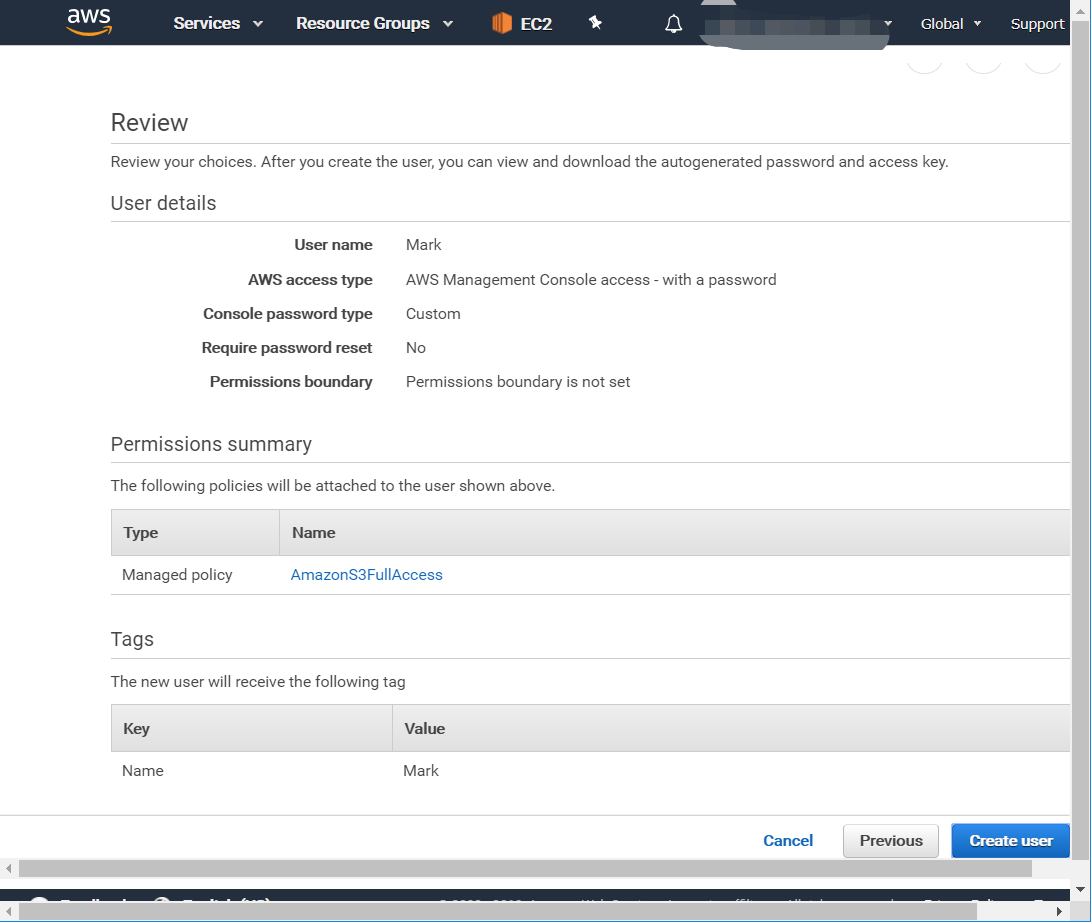 aws Services Resource Groups EC2 Global Support
Review
Review your choices. After you create the user, you can view and download the autogenerated password and access key.
User details
User name Mark
AWS access type AWS Management Console access - with a password
Console password type Custom
Require password reset No
Permissions boundary Permissions boundary is not set
Permissions summary
The following policies will be attached to the user shown above.
Type Name
Managed policy AmazonS3FullAccess
Tags
The new user will receive the following tag
Key Value
Name Mark
Cancel Previous Create user